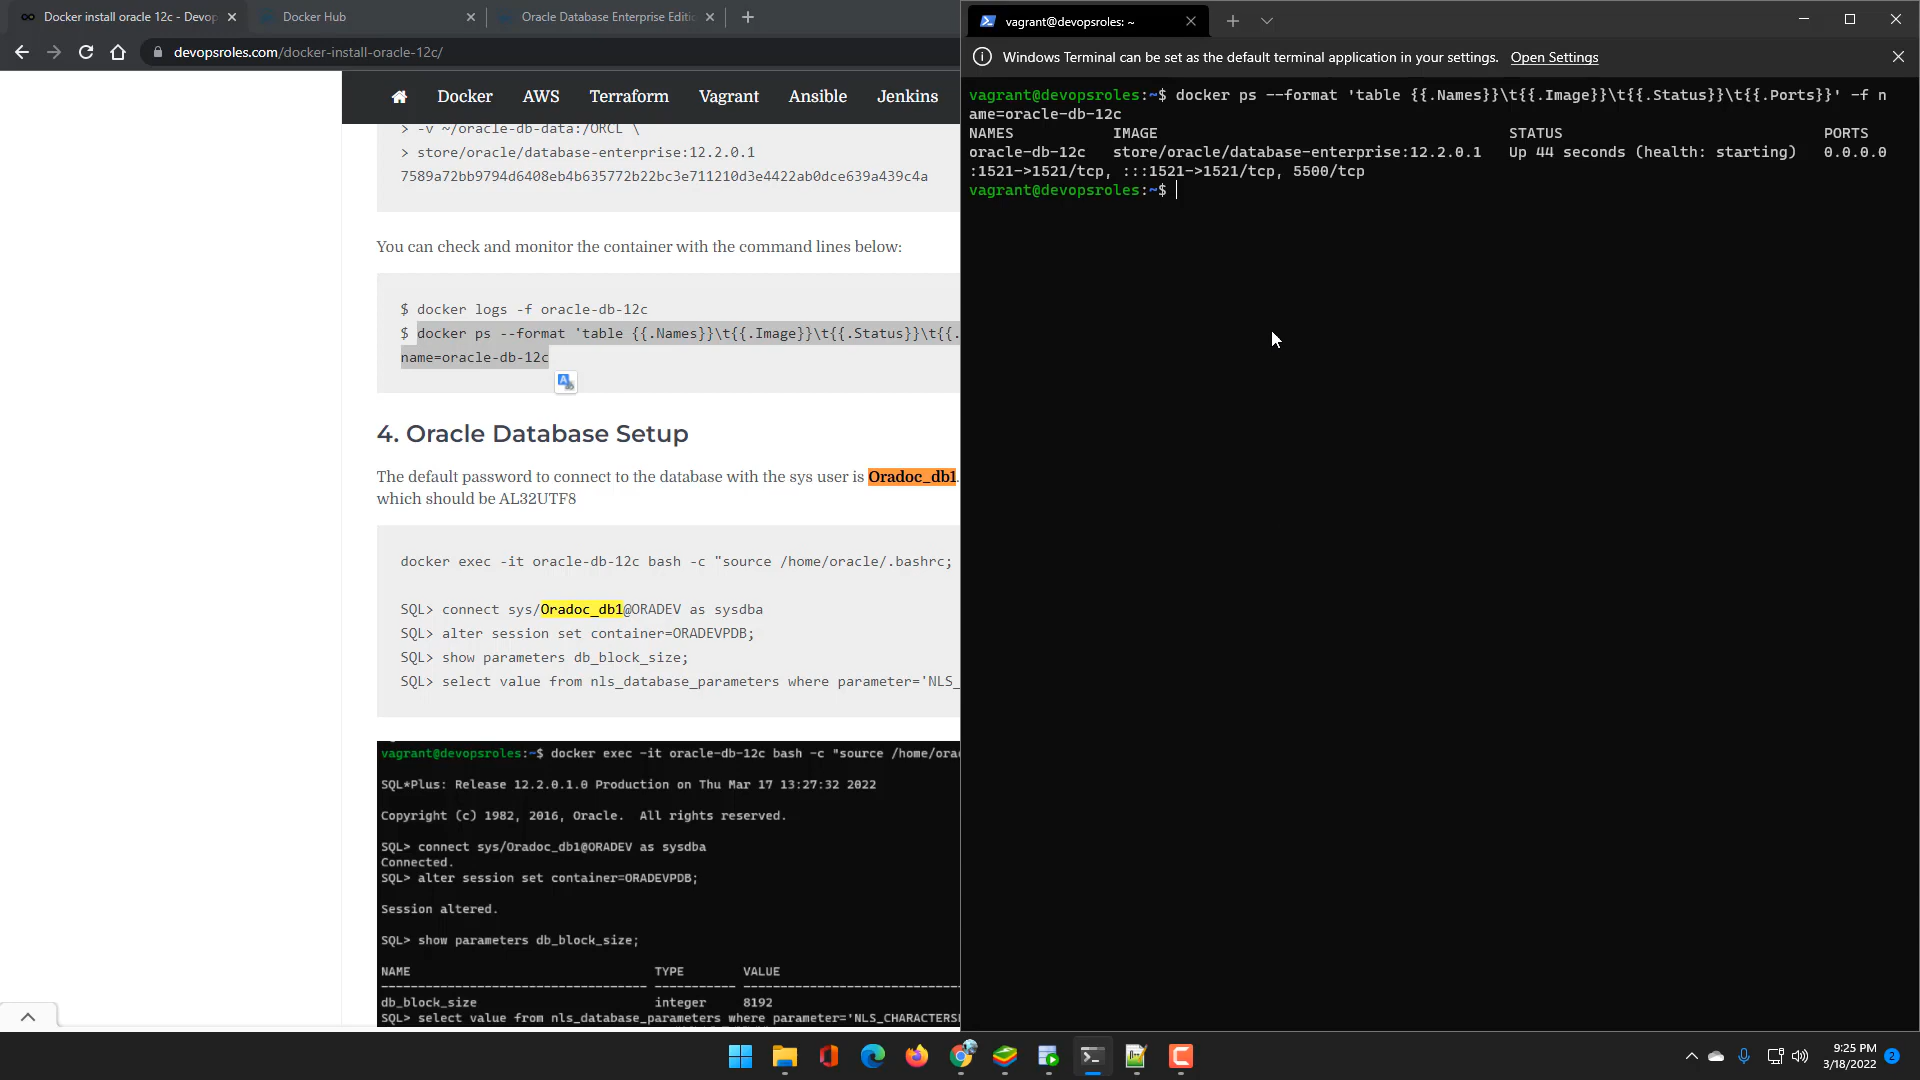 Docker install oracle 12c - Devop
Docker Hub
Oracle Database Enterprise Editi
devopsroles.com/docker-install-oracle-12c/
Docker
AWS
Terraform
Vagrant
Ansible
Jenkins
> -v ~/oracle-db-data:/ORCL \
> store/oracle/database-enterprise:12.2.0.1
7589a72bb9794d6408eb4b635772b22bc3e711210d3e4422ab0dce639a439c4a
You can check and monitor the container with the command lines below:
$ docker logs -f oracle-db-12c
$ docker ps --format 'table {{.Names}}\t{{.Image}}\t{{.Status}}\t{{.
name=oracle-db-12c
4. Oracle Database Setup
The default password to connect to the database with the sys user is Oradoc_db1.
which should be AL32UTF8
docker exec -it oracle-db-12c bash -c "source /home/oracle/.bashrc;
SQL> connect sys/Oradoc_db1@ORADEV as sysdba
SQL> alter session set container=ORADEVPDB;
SQL> show parameters db_block_size;
SQL> select value from nls_database_parameters where parameter='NLS_
vagrant@devopsroles:~$ docker exec -it oracle-db-12c bash -c "source /home/ora
SQL*Plus: Release 12.2.0.1.0 Production on Thu Mar 17 13:27:32 2022
Copyright (c) 1982, 2016, Oracle.  All rights reserved.
SQL> connect sys/Oradoc_db1@ORADEV as sysdba
Connected.
SQL> alter session set container=ORADEVPDB;
Session altered.
SQL> show parameters db_block_size;
NAME TYPE VALUE
------------------------------------ ----------- ------------------------------
db_block_size integer 8192
SQL> select value from nls_database_parameters where parameter='NLS_CHARACTERS
vagrant@devopsroles: ~
Windows Terminal can be set as the default terminal application in your settings. Open Settings
vagrant@devopsroles:~$ docker ps --format 'table {{.Names}}\t{{.Image}}\t{{.Status}}\t{{.Ports}}' -f n
ame=oracle-db-12c
NAMES IMAGE STATUS PORTS
oracle-db-12c store/oracle/database-enterprise:12.2.0.1 Up 44 seconds (health: starting) 0.0.0.0
:1521->1521/tcp, :::1521->1521/tcp, 5500/tcp
vagrant@devopsroles:~$
9:25 PM
3/18/2022
2